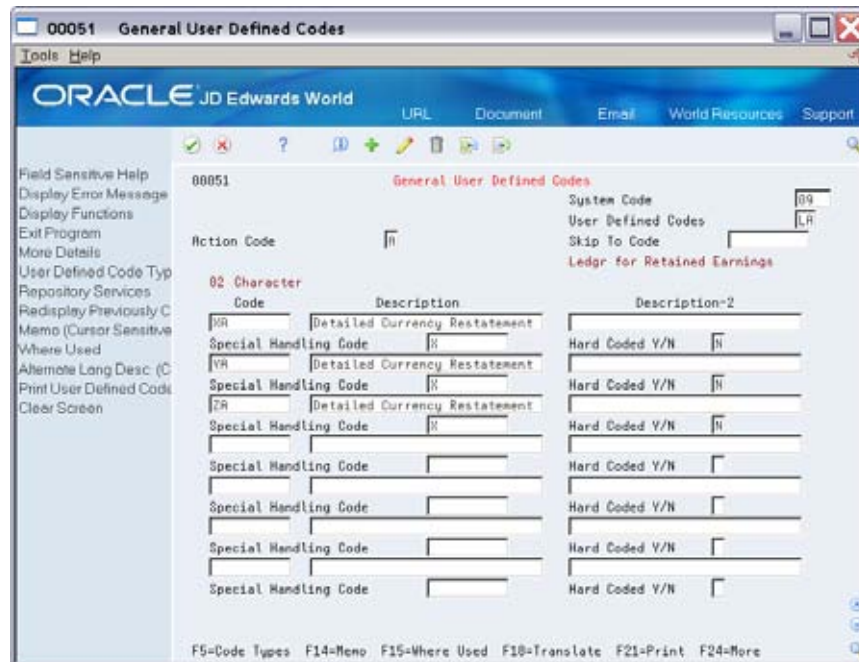 00051 General User Defined Codes
Tools Help
ORACLE JD Edwards World
URL Document Email World Resources Support
Field Sensitive Help
Display Error Message
Display Functions
Exit Program
More Details
User Defined Code Typ
Repository Services
Redisplay Previously C
Memo (Cursor Sensitive
Where Used
Alternate Lang Desc (C
Print User Defined Code
Clear Screen
00051 General User Defined Codes
System Code 09
User Defined Codes LA
Action Code Skip To Code
Ledgr for Retained Earnings
02 Character
Code Description Description-2
XA Detailed Currency Restatement
Special Handling Code X Hard Coded Y/N N
YA Detailed Currency Restatement
Special Handling Code X Hard Coded Y/N N
ZA Detailed Currency Restatement
Special Handling Code X Hard Coded Y/N N
Special Handling Code Hard Coded Y/N
Special Handling Code Hard Coded Y/N
Special Handling Code Hard Coded Y/N
Special Handling Code Hard Coded Y/N
F5=Code Types F14=Memo F15=Where Used F18=Translate F21=Print F24=More